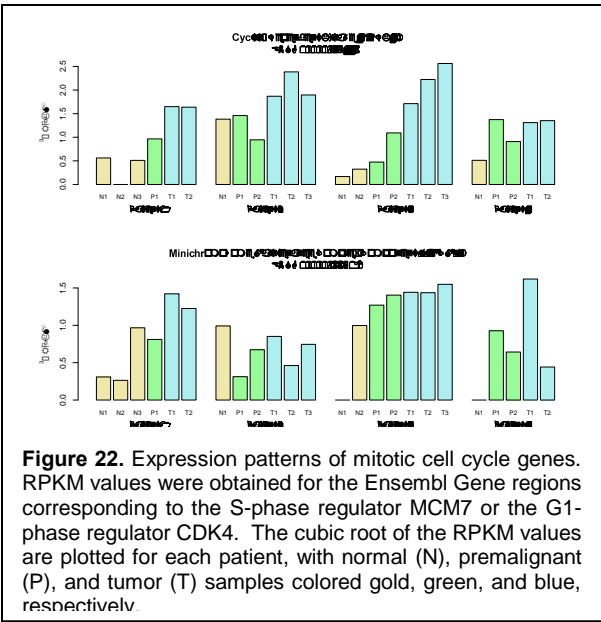 Cyc
2.5
2.0
1.5
1.0
0.5
0.0
N1 N2 N3 P1 T1 T2
N1 P1 P2 T1 T2 T3
N1 N2 P1 P2 T1 T2 T3
N1 P1 P2 T1 T2
Minichr
1.5
1.0
0.5
0.0
N1 N2 N3 P1 T1 T2
N1 P1 P2 T1 T2 T3
N1 N2 P1 P2 T1 T2 T3
N1 P1 P2 T1 T2
Figure 22. Expression patterns of mitotic cell cycle genes.
RPKM values were obtained for the Ensembl Gene regions
corresponding to the S-phase regulator MCM7 or the G1-
phase regulator CDK4. The cubic root of the RPKM values
are plotted for each patient, with normal (N), premalignant
(P), and tumor (T) samples colored gold, green, and blue,
respectively.